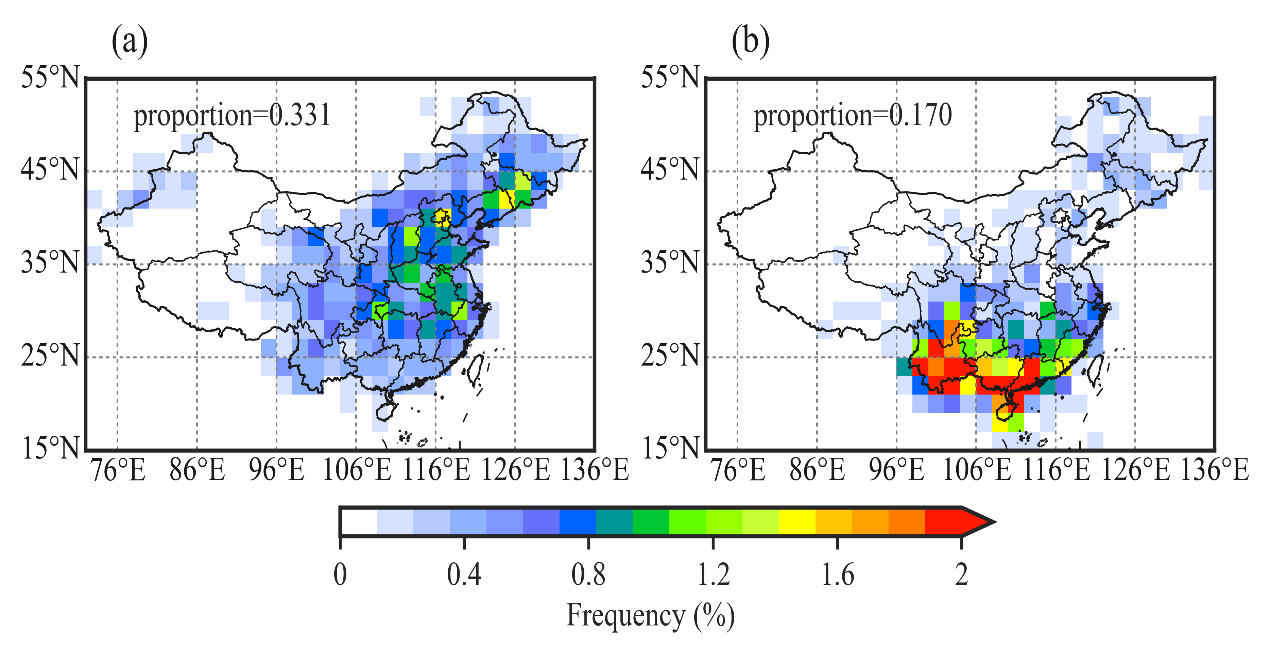 (a)
(b)
55°N
45°N
35°N
25°N
15°N
proportion=0.331
76°E 86°E 96°E 106°E 116°E 126°E 136°E
55°N
45°N
35°N
25°N
15°N
proportion=0.170
76°E 86°E 96°E 106°E 116°E 126°E 136°E
0 0.4 0.8 1.2 1.6 2
Frequency (%)